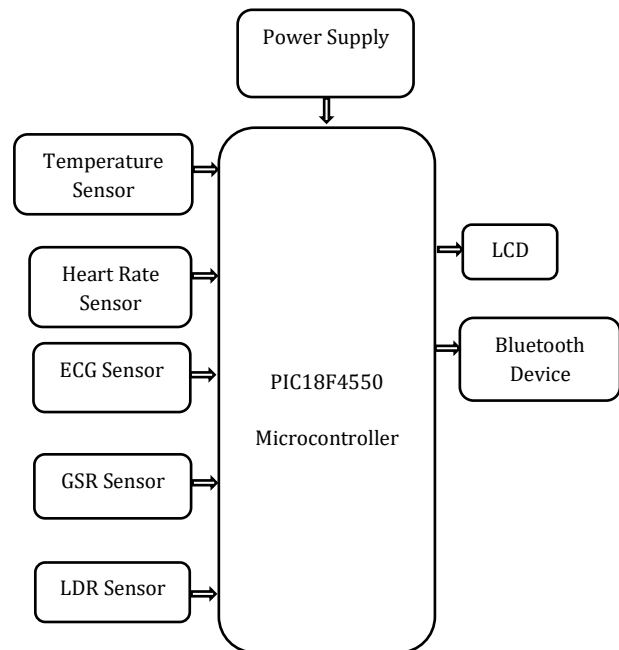 Power Supply
Temperature
Sensor
Heart Rate
Sensor
ECG Sensor
GSR Sensor
LDR Sensor
PIC18F4550
Microcontroller
LCD
Bluetooth
Device